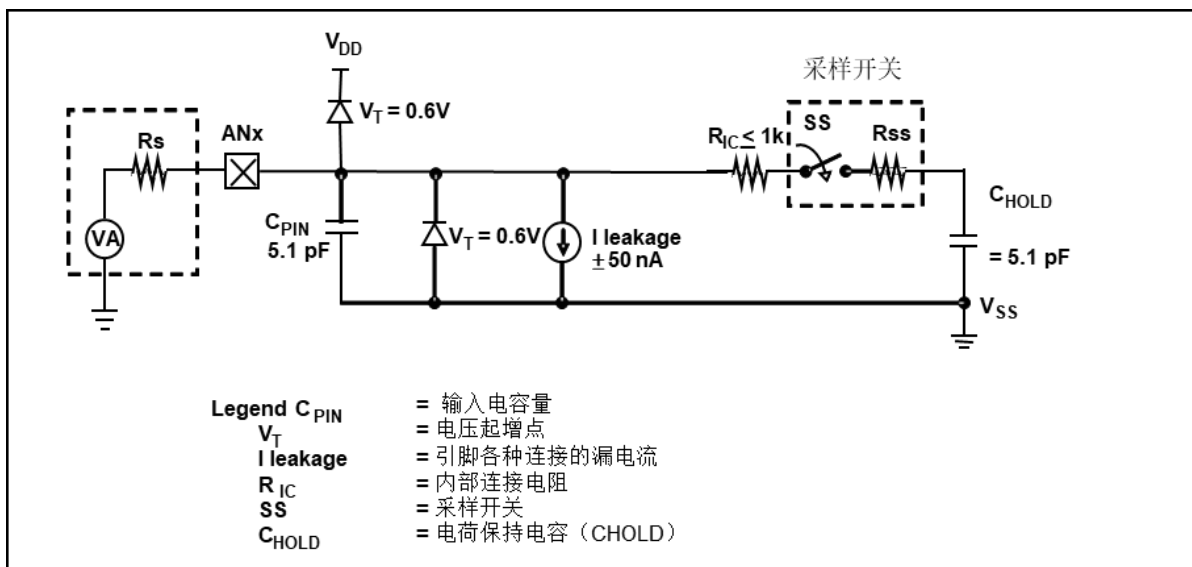 V_DD
采样开关
V_T = 0.6V
Rs
ANx
R_IC ≤ 1k
SS
Rss
C_PIN
5.1 pF
V_T = 0.6V
I leakage
± 50 nA
C_HOLD
= 5.1 pF
VA
V_SS
Legend C_PIN = 输入电容量
V_T = 电压起增点
I leakage = 引脚各种连接的漏电流
R_IC = 内部连接电阻
SS = 采样开关
C_HOLD = 电荷保持电容（CHOLD）